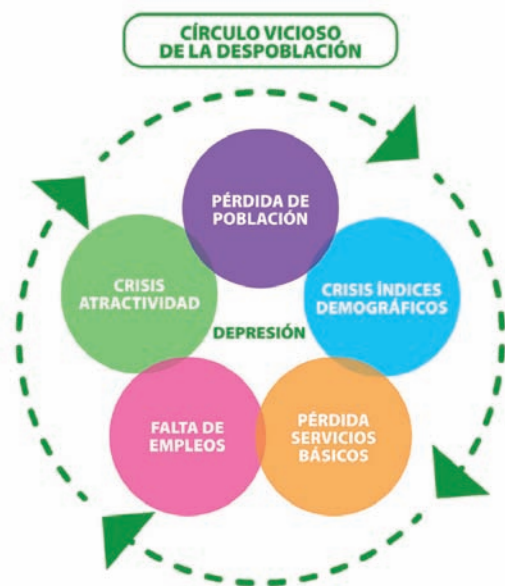 CÍRCULO VICIOSO
DE LA DESPOBLACIÓN
PÉRDIDA DE
POBLACIÓN
CRISIS
ATRACTIVIDAD
CRISIS ÍNDICES
DEMOGRÁFICOS
DEPRESIÓN
FALTA DE
EMPLEOS
PÉRDIDA
SERVICIOS
BÁSICOS